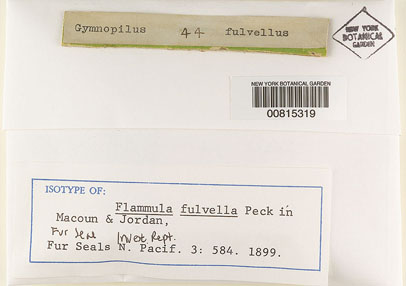 Gymnopilus 44 fulvellus
NEW YORK
BOTANICAL
GARDEN
NEW YORK BOTANICAL GARDEN
00815319
ISOTYPE OF:
Flammula fulvella Peck in
Macoun & Jordan,
Fur Seal Invest. Rept.
Fur Seals N. Pacif. 3: 584. 1899.